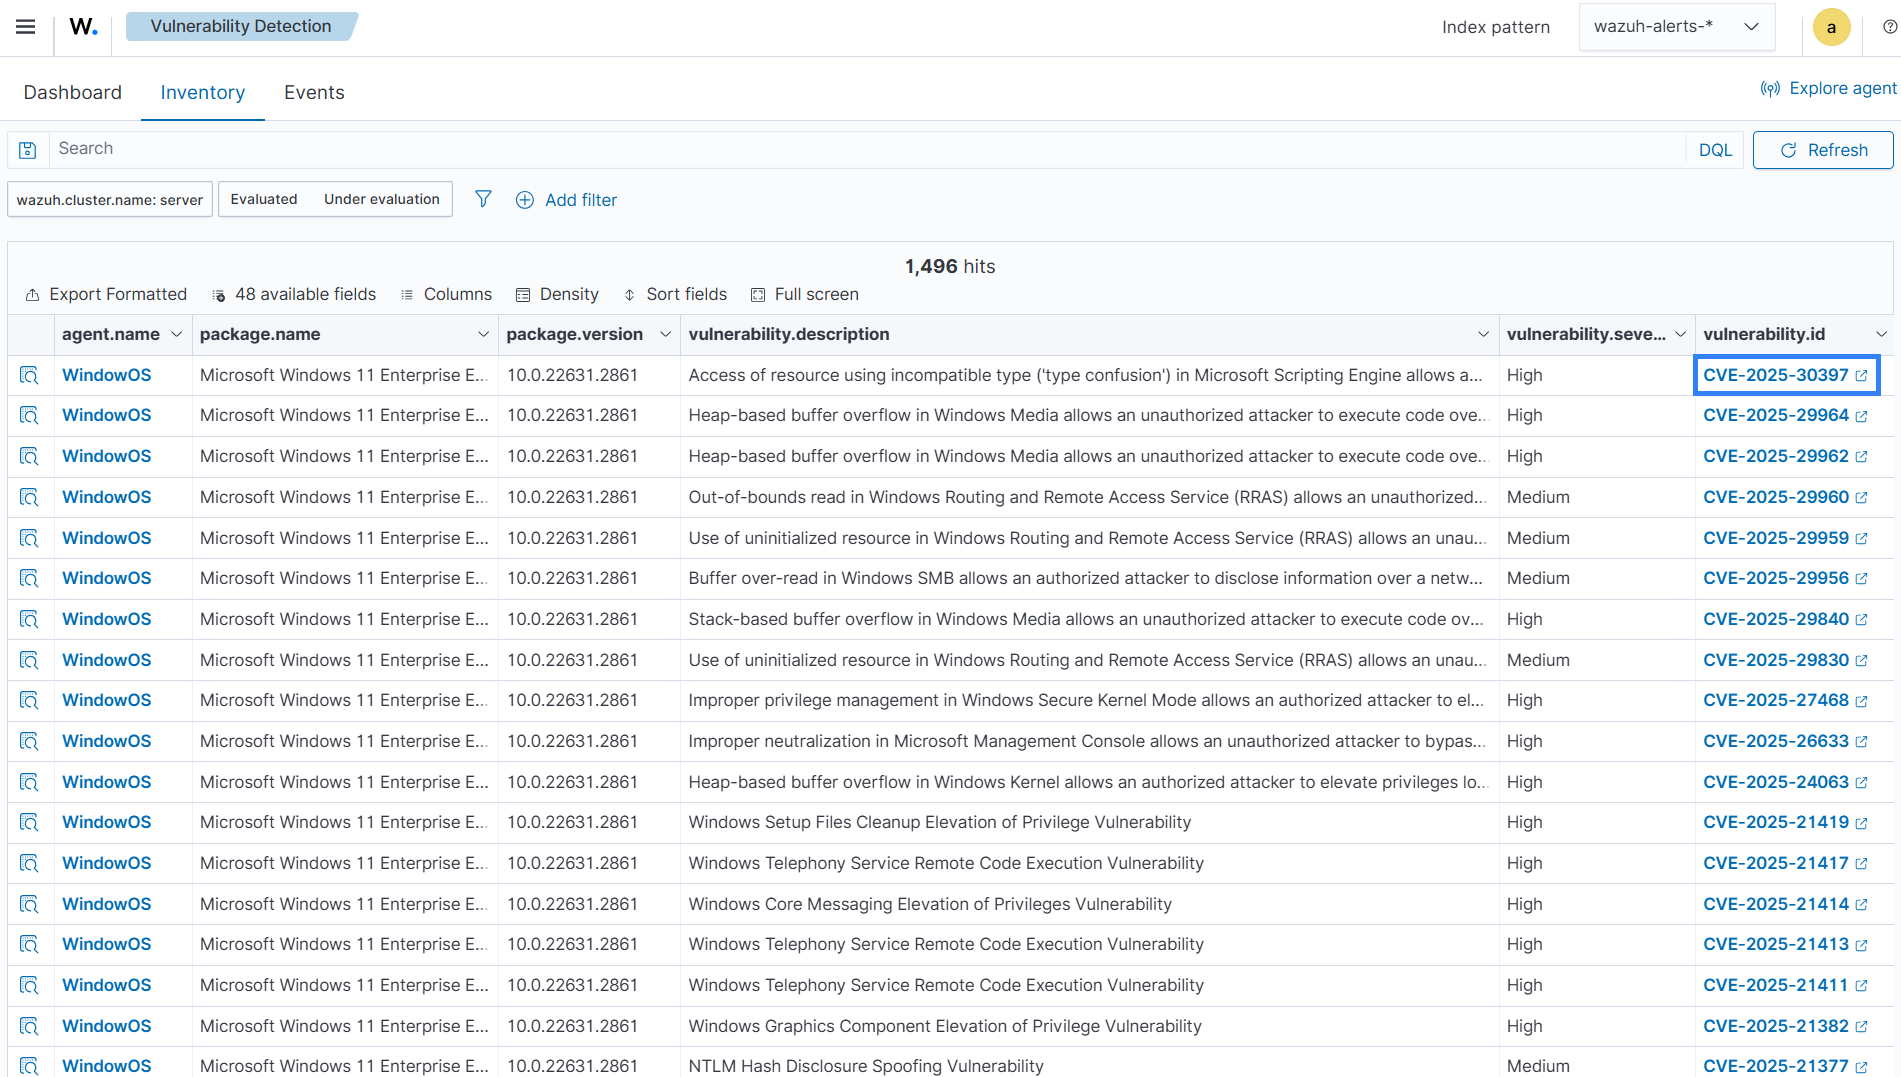 W. Vulnerability Detection Index pattern wazuh-alerts-* a
Dashboard Inventory Events Explore agent
Search DQL Refresh
wazuh.cluster.name: server Evaluated Under evaluation Add filter
1,496 hits
Export Formatted 48 available fields Columns Density Sort fields Full screen
agent.name package.name package.version vulnerability.description vulnerability.seve... vulnerability.id
WindowOS Microsoft Windows 11 Enterprise E... 10.0.22631.2861 Access of resource using incompatible type ('type confusion') in Microsoft Scripting Engine allows a... High CVE-2025-30397
WindowOS Microsoft Windows 11 Enterprise E... 10.0.22631.2861 Heap-based buffer overflow in Windows Media allows an unauthorized attacker to execute code ove... High CVE-2025-29964
WindowOS Microsoft Windows 11 Enterprise E... 10.0.22631.2861 Heap-based buffer overflow in Windows Media allows an unauthorized attacker to execute code ove... High CVE-2025-29962
WindowOS Microsoft Windows 11 Enterprise E... 10.0.22631.2861 Out-of-bounds read in Windows Routing and Remote Access Service (RRAS) allows an unauthorized... Medium CVE-2025-29960
WindowOS Microsoft Windows 11 Enterprise E... 10.0.22631.2861 Use of uninitialized resource in Windows Routing and Remote Access Service (RRAS) allows an unau... Medium CVE-2025-29959
WindowOS Microsoft Windows 11 Enterprise E... 10.0.22631.2861 Buffer over-read in Windows SMB allows an authorized attacker to disclose information over a netw... Medium CVE-2025-29956
WindowOS Microsoft Windows 11 Enterprise E... 10.0.22631.2861 Stack-based buffer overflow in Windows Media allows an unauthorized attacker to execute code ov... High CVE-2025-29840
WindowOS Microsoft Windows 11 Enterprise E... 10.0.22631.2861 Use of uninitialized resource in Windows Routing and Remote Access Service (RRAS) allows an unau... Medium CVE-2025-29830
WindowOS Microsoft Windows 11 Enterprise E... 10.0.22631.2861 Improper privilege management in Windows Secure Kernel Mode allows an authorized attacker to el... High CVE-2025-27468
WindowOS Microsoft Windows 11 Enterprise E... 10.0.22631.2861 Improper neutralization in Microsoft Management Console allows an unauthorized attacker to bypas... High CVE-2025-26633
WindowOS Microsoft Windows 11 Enterprise E... 10.0.22631.2861 Heap-based buffer overflow in Windows Kernel allows an authorized attacker to elevate privileges lo... High CVE-2025-24063
WindowOS Microsoft Windows 11 Enterprise E... 10.0.22631.2861 Windows Setup Files Cleanup Elevation of Privilege Vulnerability High CVE-2025-21419
WindowOS Microsoft Windows 11 Enterprise E... 10.0.22631.2861 Windows Telephony Service Remote Code Execution Vulnerability High CVE-2025-21417
WindowOS Microsoft Windows 11 Enterprise E... 10.0.22631.2861 Windows Core Messaging Elevation of Privileges Vulnerability High CVE-2025-21414
WindowOS Microsoft Windows 11 Enterprise E... 10.0.22631.2861 Windows Telephony Service Remote Code Execution Vulnerability High CVE-2025-21413
WindowOS Microsoft Windows 11 Enterprise E... 10.0.22631.2861 Windows Telephony Service Remote Code Execution Vulnerability High CVE-2025-21411
WindowOS Microsoft Windows 11 Enterprise E... 10.0.22631.2861 Windows Graphics Component Elevation of Privilege Vulnerability High CVE-2025-21382
WindowOS Microsoft Windows 11 Enterprise E... 10.0.22631.2861 NTLM Hash Disclosure Spoofing Vulnerability Medium CVE-2025-21377